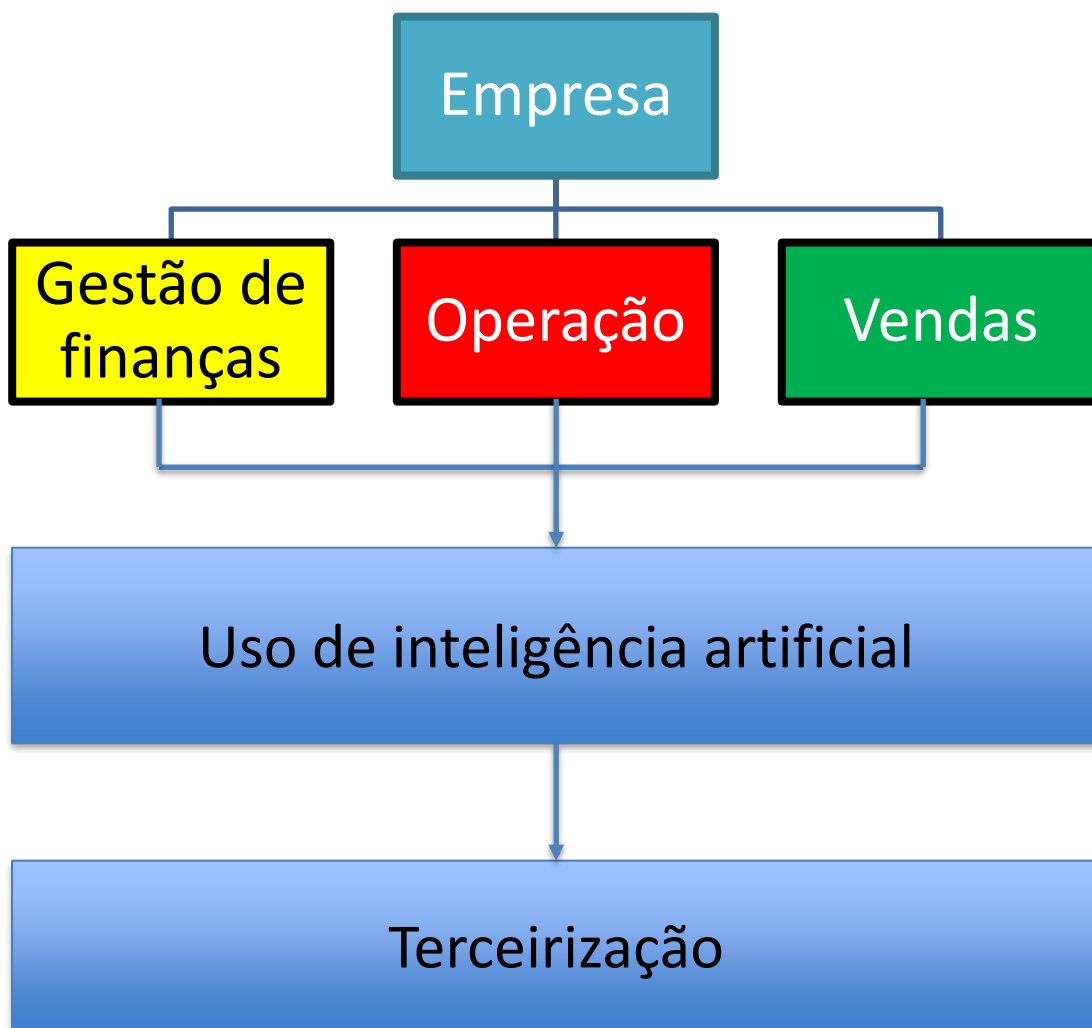 Empresa
Gestão de
finanças
Operação
Vendas
Uso de inteligência artificial
Terceirização